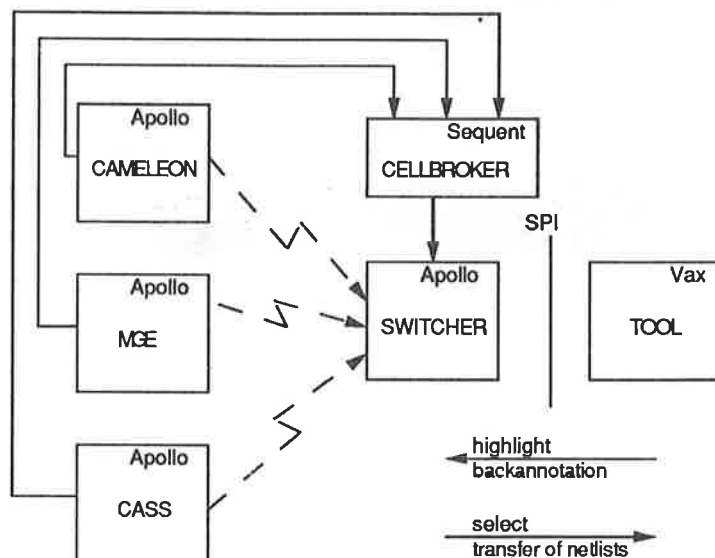 Apollo
CAMELEON
Sequent
CELLBROKER
SPI
Apollo
MGE
Apollo
SWITCHER
Vax
TOOL
Apollo
CASS
highlight
backannotation
select
transfer of netlists